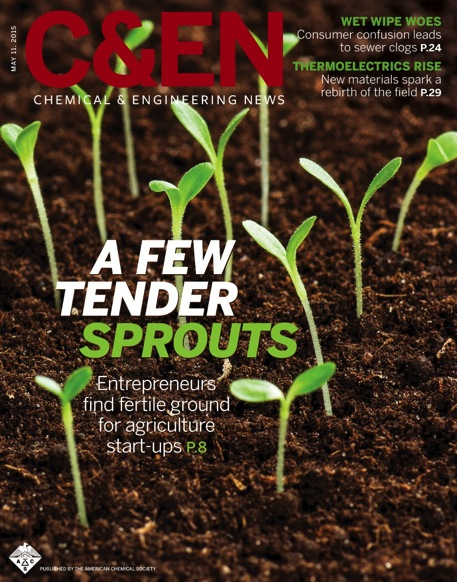 MAY 11, 2015
C&EN
CHEMICAL & ENGINEERING NEWS
WET WIPE WOES
Consumer confusion leads
to sewer clogs P.24
THERMOELECTRICS RISE
New materials spark a
rebirth of the field P.29
A FEW
TENDER
SPROUTS
Entrepreneurs
find fertile ground
for agriculture
start-ups P.8
ACS
PUBLISHED BY THE AMERICAN CHEMICAL SOCIETY